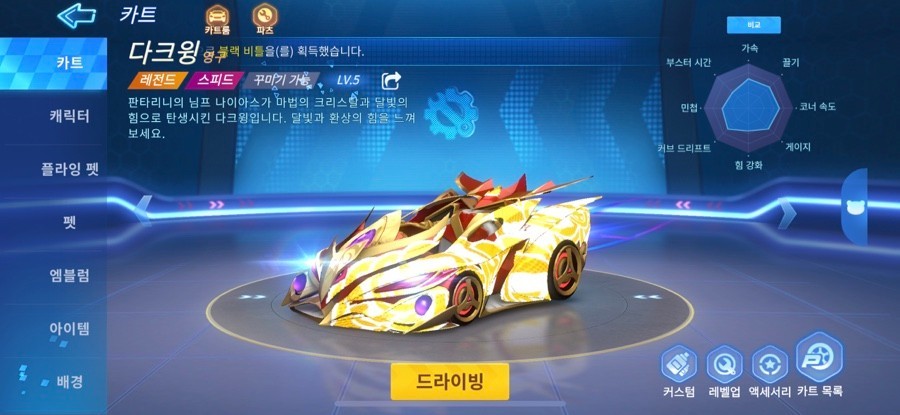 카트
카트룸
파츠
비교
다크윙 영구
블랙 비틀을(를) 획득했습니다.
레전드 스피드 꾸미기 가능 LV.5
판타리니의 님프 나이아스가 마법의 크리스탈과 달빛의
힘으로 탄생시킨 다크윙입니다. 달빛과 환상의 힘을 느껴
보세요.
가속
부스터 시간
끌기
민첩
코너 속도
커브 드리프트
게이지
힘 강화
카트
캐릭터
플라잉 펫
펫
엠블럼
아이템
배경
드라이빙
커스텀
레벨업
액세서리
카트 목록